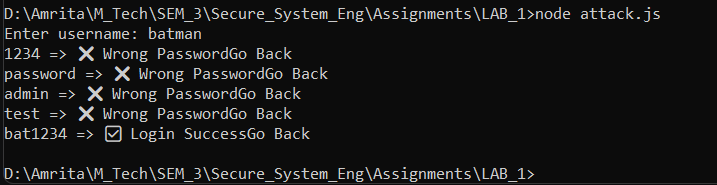 D:\Amrita\M_Tech\SEM_3\Secure_System_Eng\Assignments\LAB_1>node attack.js
Enter username: batman
1234 => ❌ Wrong PasswordGo Back
password => ❌ Wrong PasswordGo Back
admin => ❌ Wrong PasswordGo Back
test => ❌ Wrong PasswordGo Back
bat1234 => ✅ Login SuccessGo Back
D:\Amrita\M_Tech\SEM_3\Secure_System_Eng\Assignments\LAB_1>